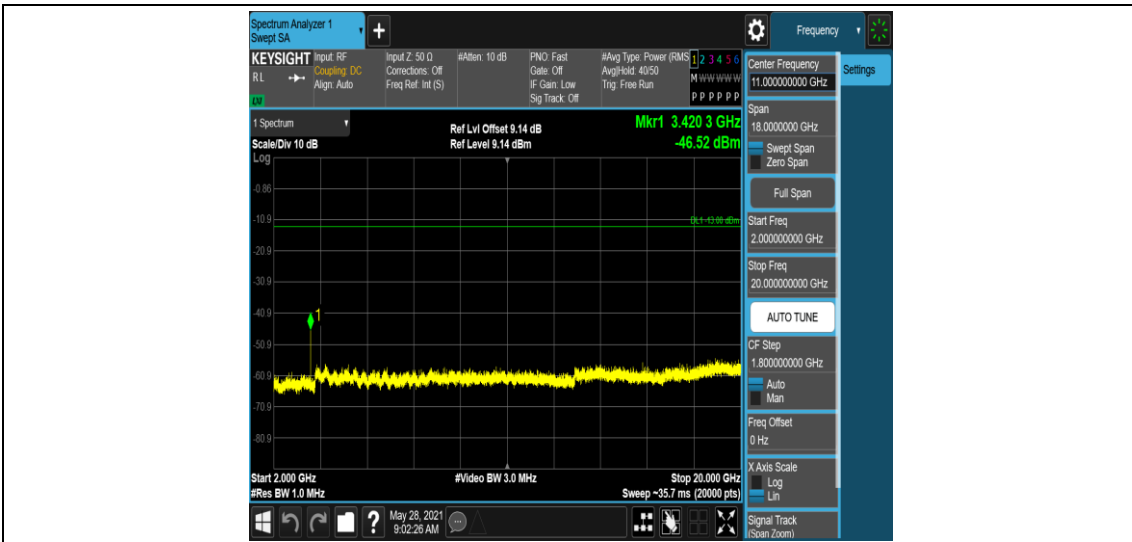 Spectrum Analyzer 1
Swept SA
+
Frequency
KEYSIGHT
RL
LXI
Input: RF
Coupling: DC
Align: Auto
Input Z: 50 Ω
Corrections: Off
Freq Ref: Int (S)
#Atten: 10 dB
PNO: Fast
Gate: Off
IF Gain: Low
Sig Track: Off
#Avg Type: Power (RMS
Avg|Hold: 40/50
Trig: Free Run
1 2 3 4 5 6
M W W W W W
P P P P P P
1 Spectrum
Scale/Div 10 dB
Ref Lvl Offset 9.14 dB
Ref Level 9.14 dBm
Mkr1 3.420 3 GHz
-46.52 dBm
Log
-0.86
-10.9
DL1 -13.00 dBm
-20.9
-30.9
-40.9
1
-50.9
-60.9
-70.9
-80.9
Start 2.000 GHz
#Res BW 1.0 MHz
#Video BW 3.0 MHz
Stop 20.000 GHz
Sweep ~35.7 ms (20000 pts)
?
May 28, 2021
9:02:26 AM
Center Frequency
11.000000000 GHz
Settings
Span
18.0000000 GHz
Swept Span
Zero Span
Full Span
Start Freq
2.000000000 GHz
Stop Freq
20.000000000 GHz
AUTO TUNE
CF Step
1.800000000 GHz
Auto
Man
Freq Offset
0 Hz
X Axis Scale
Log
Lin
Signal Track
(Span Zoom)